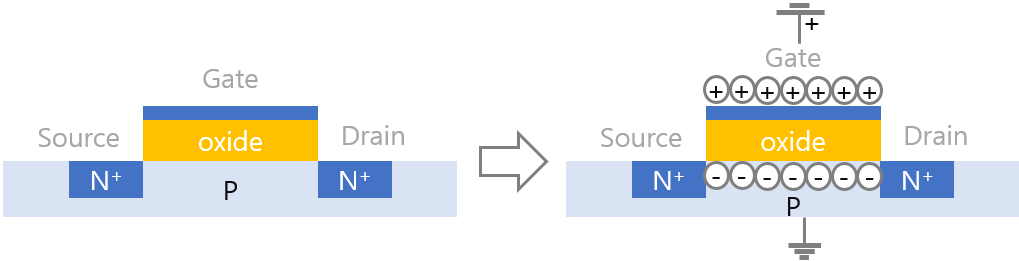 Gate
Source
oxide
Drain
N⁺
P
N⁺
+
Gate
+ + + + + + +
Source
oxide
Drain
N⁺
- - - - - - -
N⁺
P